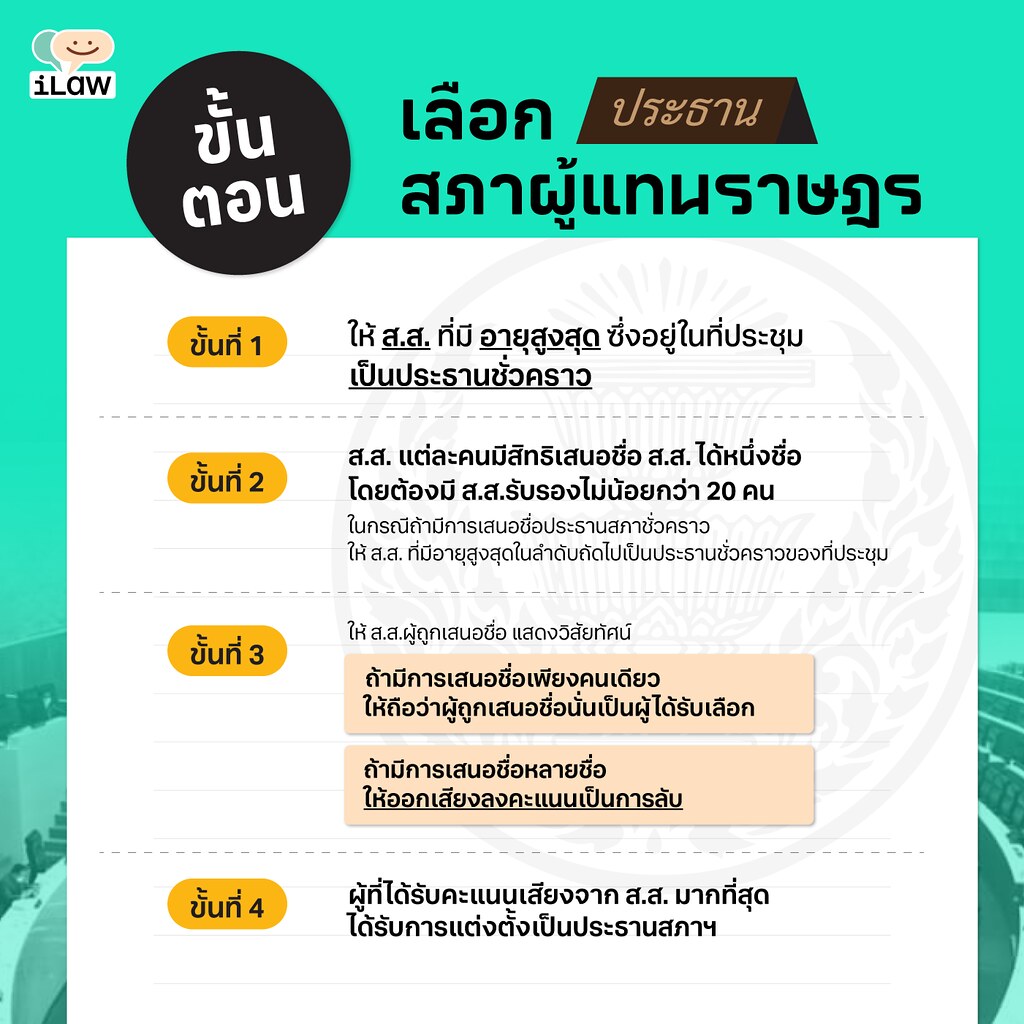 iLaw
ขั้น
ตอน
เลือก ประธาน
สภาผู้แทนราษฎร
ขั้นที่ 1
ให้ ส.ส. ที่มี อายุสูงสุด ซึ่งอยู่ในที่ประชุม
เป็นประธานชั่วคราว
ขั้นที่ 2
ส.ส. แต่ละคนมีสิทธิเสนอชื่อ ส.ส. ได้หนึ่งชื่อ
โดยต้องมี ส.ส.รับรองไม่น้อยกว่า 20 คน
ในกรณีถ้ามีการเสนอชื่อประธานสภาชั่วคราว
ให้ ส.ส. ที่มีอายุสูงสุดในลำดับถัดไปเป็นประธานชั่วคราวของที่ประชุม
ขั้นที่ 3
ให้ ส.ส.ผู้ถูกเสนอชื่อ แสดงวิสัยทัศน์
ถ้ามีการเสนอชื่อเพียงคนเดียว
ให้ถือว่าผู้ถูกเสนอชื่อนั่นเป็นผู้ได้รับเลือก
ถ้ามีการเสนอชื่อหลายชื่อ
ให้ออกเสียงลงคะแนนเป็นการลับ
ขั้นที่ 4
ผู้ที่ได้รับคะแนนเสียงจาก ส.ส. มากที่สุด
ได้รับการแต่งตั้งเป็นประธานสภาฯ